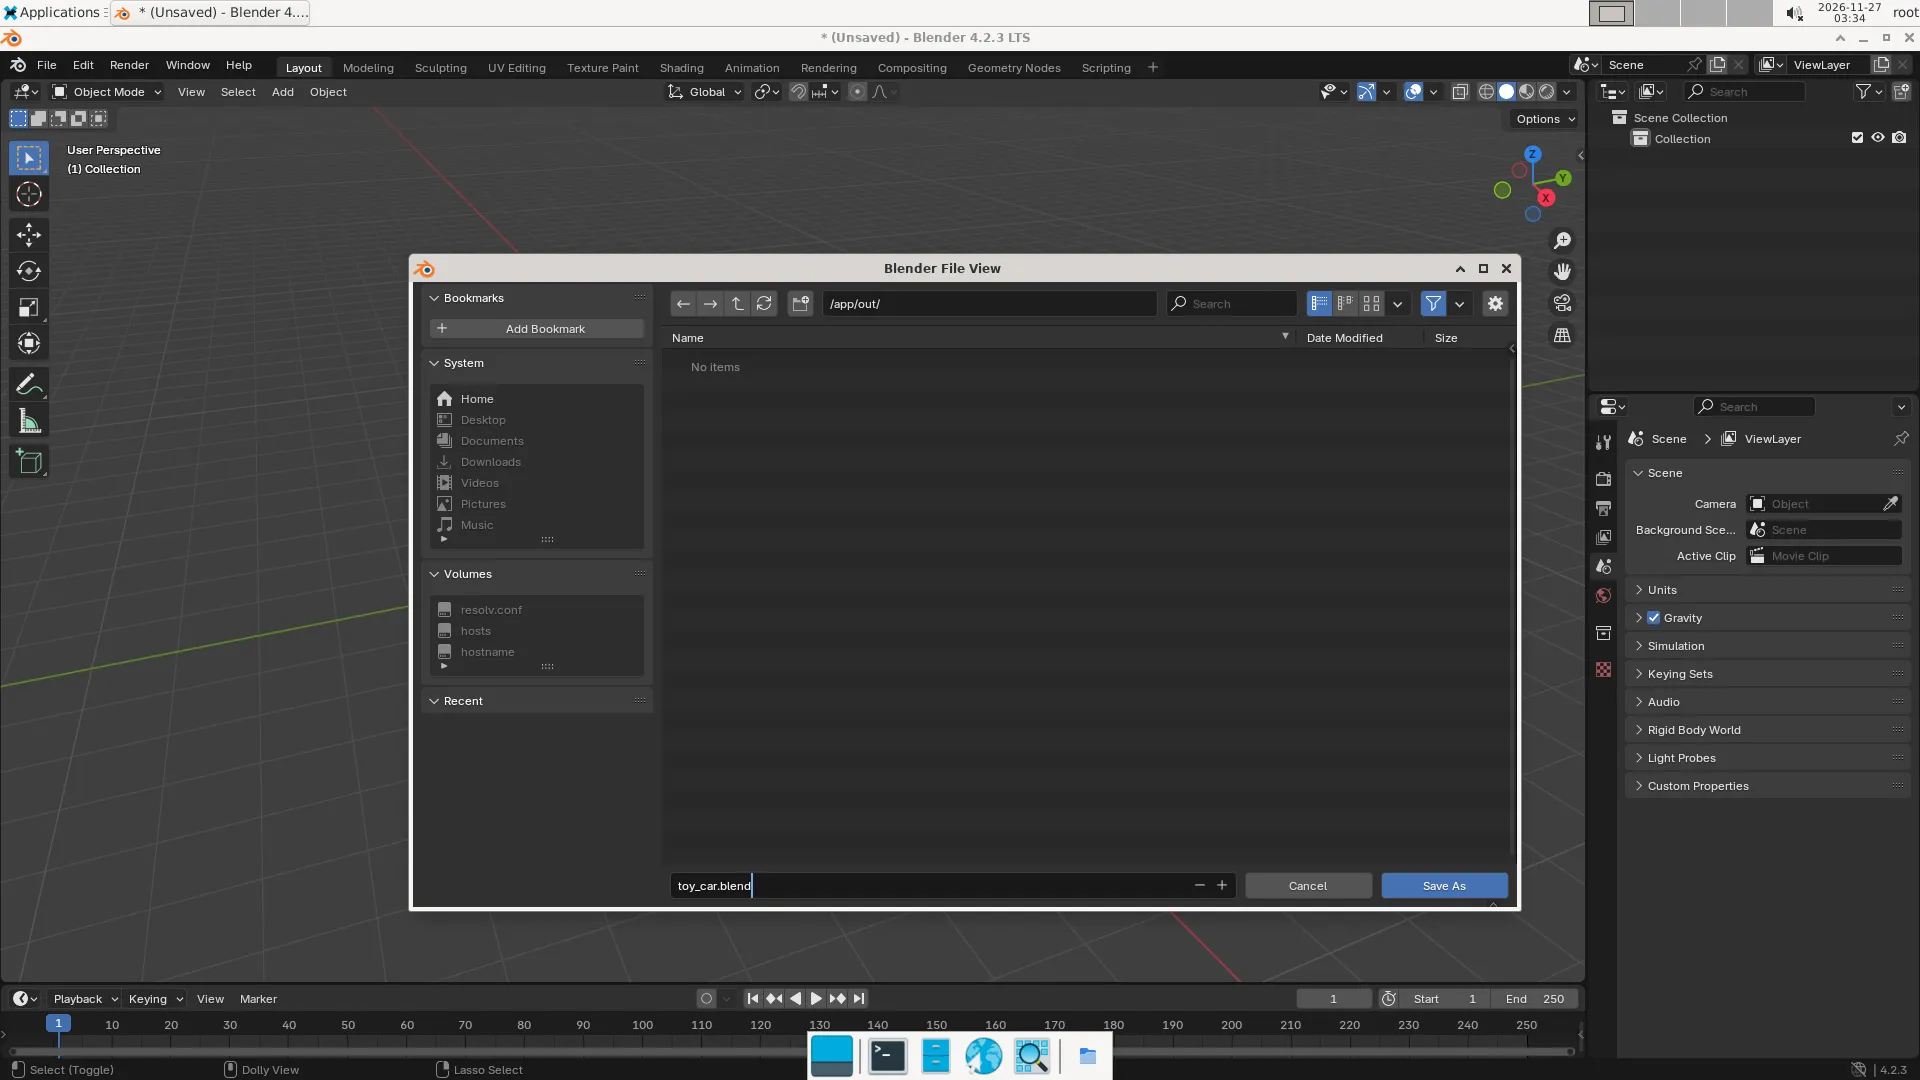 Applications
* (Unsaved) - Blender 4....
2026-11-27
03:34
root
* (Unsaved) - Blender 4.2.3 LTS
File Edit Render Window Help
Layout Modeling Sculpting UV Editing Texture Paint Shading Animation Rendering Compositing Geometry Nodes Scripting
Scene
ViewLayer
Object Mode View Select Add Object
Global
Search
Options
User Perspective
(1) Collection
Z
Y
X
Scene Collection
Collection
Blender File View
Bookmarks
Add Bookmark
System
Home
Desktop
Documents
Downloads
Videos
Pictures
Music
Volumes
resolv.conf
hosts
hostname
Recent
/app/out/
Search
Name Date Modified Size
No items
toy_car.blend
Cancel
Save As
Search
Scene ViewLayer
Scene
Camera Object
Background Sce... Scene
Active Clip Movie Clip
Units
Gravity
Simulation
Keying Sets
Audio
Rigid Body World
Light Probes
Custom Properties
Playback Keying View Marker
1
Start 1
End 250
1 10 20 30 40 50 60 70 80 90 100 110 120 130 140 150 160 170 180 190 200 210 220 230 240 250
Select (Toggle)
Dolly View
Lasso Select
4.2.3